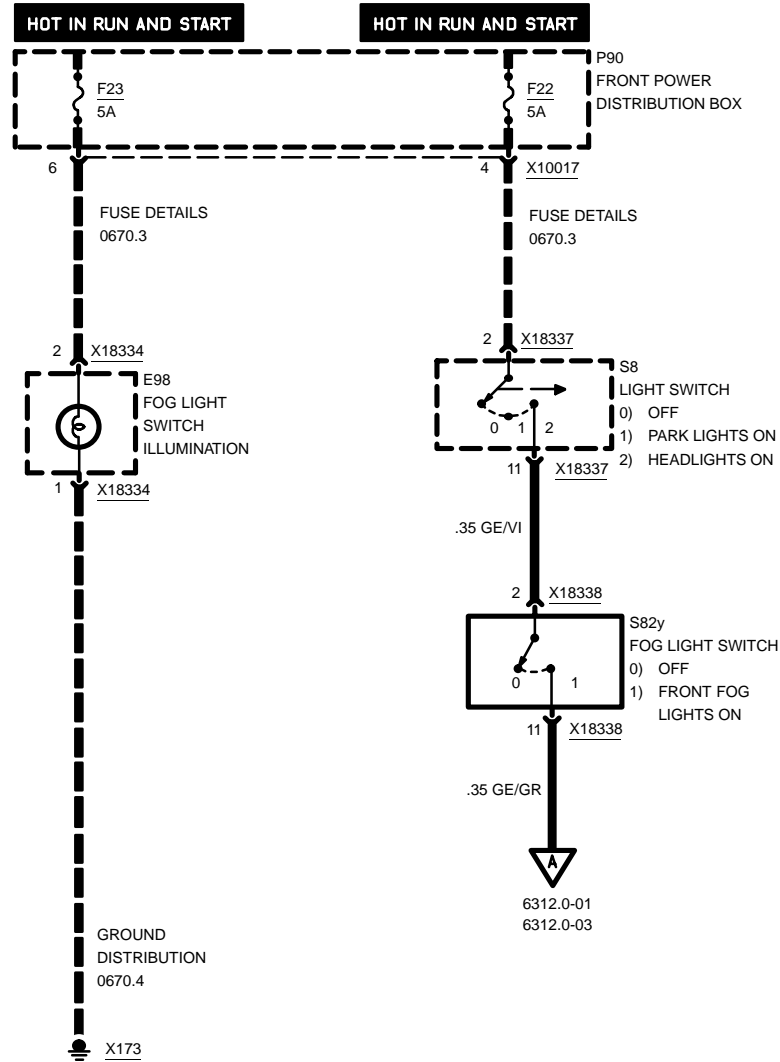 HOT IN RUN AND START
HOT IN RUN AND START
P90
FRONT POWER
DISTRIBUTION BOX
F23
5A
F22
5A
6
4
X10017
FUSE DETAILS
0670.3
FUSE DETAILS
0670.3
2
X18334
2
X18337
E98
FOG LIGHT
SWITCH
ILLUMINATION
S8
LIGHT SWITCH
0) OFF
1) PARK LIGHTS ON
2) HEADLIGHTS ON
0 1 2
1
X18334
11
X18337
.35 GE/VI
2
X18338
S82y
FOG LIGHT SWITCH
0) OFF
1) FRONT FOG
LIGHTS ON
0 1
11
X18338
.35 GE/GR
A
6312.0-01
6312.0-03
GROUND
DISTRIBUTION
0670.4
X173